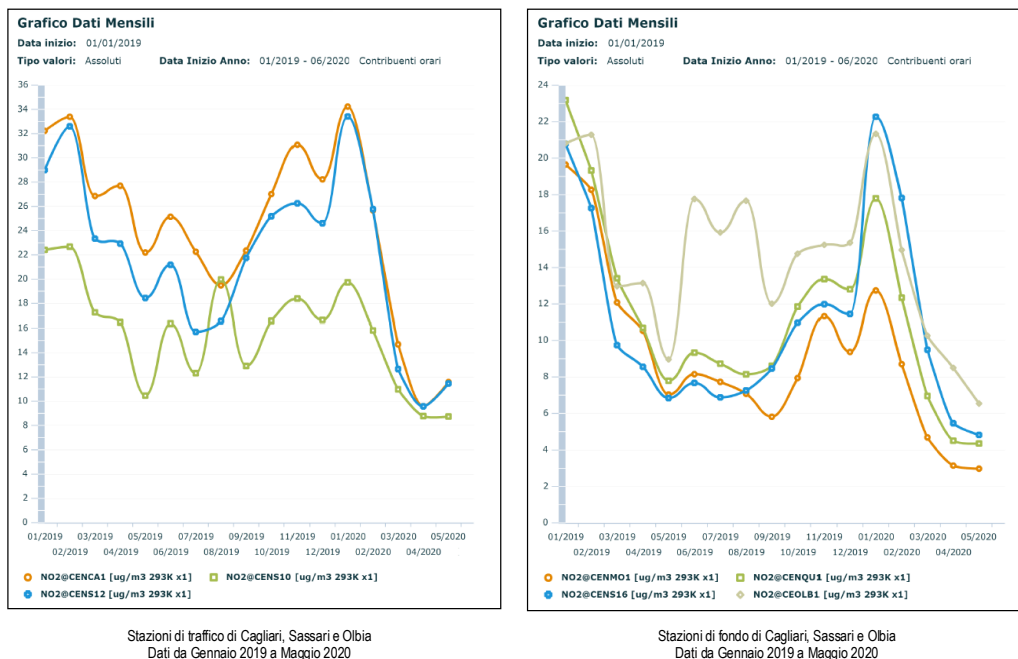 Grafico Dati Mensili
Data inizio: 01/01/2019
Tipo valori: Assoluti Data Inizio Anno: 01/2019 - 06/2020 Contribuenti orari
36
34
32
30
28
26
24
22
20
18
16
14
12
10
8
6
4
2
0
01/2019 03/2019 05/2019 07/2019 09/2019 11/2019 01/2020 03/2020 05/2020
02/2019 04/2019 06/2019 08/2019 10/2019 12/2019 02/2020 04/2020
NO2@CENCA1 [ug/m3 293K x1] NO2@CENS10 [ug/m3 293K x1]
NO2@CENS12 [ug/m3 293K x1]
Stazioni di traffico di Cagliari, Sassari e Olbia
Dati da Gennaio 2019 a Maggio 2020
Grafico Dati Mensili
Data inizio: 01/01/2019
Tipo valori: Assoluti Data Inizio Anno: 01/2019 - 06/2020 Contribuenti orari
24
22
20
18
16
14
12
10
8
6
4
2
0
01/2019 03/2019 05/2019 07/2019 09/2019 11/2019 01/2020 03/2020 05/2020
02/2019 04/2019 06/2019 08/2019 10/2019 12/2019 02/2020 04/2020
NO2@CENMO1 [ug/m3 293K x1] NO2@CENQU1 [ug/m3 293K x1]
NO2@CENS16 [ug/m3 293K x1] NO2@CEOLB1 [ug/m3 293K x1]
Stazioni di fondo di Cagliari, Sassari e Olbia
Dati da Gennaio 2019 a Maggio 2020